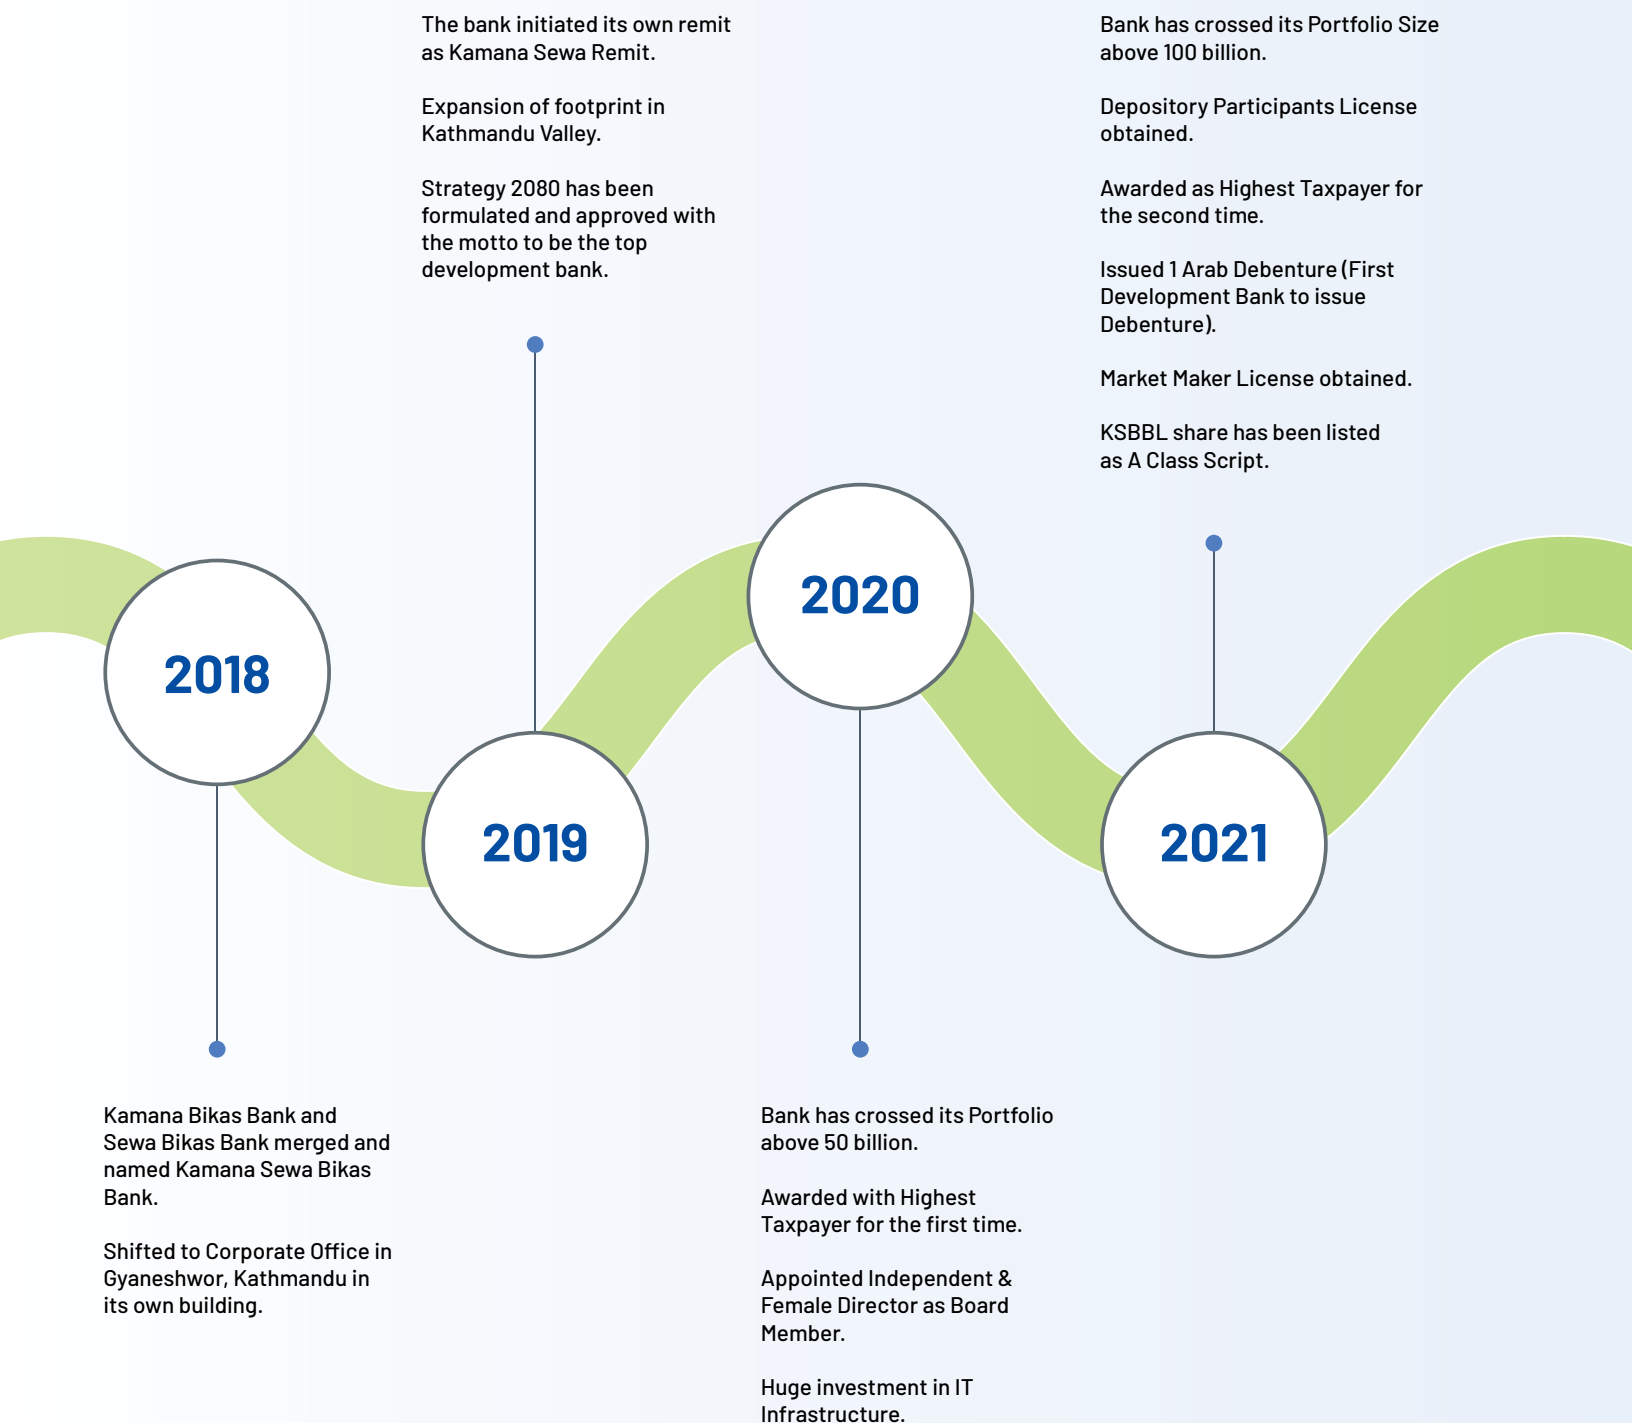 The bank initiated its own remit
as Kamana Sewa Remit.
Expansion of footprint in
Kathmandu Valley.
Strategy 2080 has been
formulated and approved with
the motto to be the top
development bank.
Bank has crossed its Portfolio Size
above 100 billion.
Depository Participants License
obtained.
Awarded as Highest Taxpayer for
the second time.
Issued 1 Arab Debenture (First
Development Bank to issue
Debenture).
Market Maker License obtained.
KSBBL share has been listed
as A Class Script.
2018
2019
2020
2021
Kamana Bikas Bank and
Sewa Bikas Bank merged and
named Kamana Sewa Bikas
Bank.
Shifted to Corporate Office in
Gyaneshwor, Kathmandu in
its own building.
Bank has crossed its Portfolio
above 50 billion.
Awarded with Highest
Taxpayer for the first time.
Appointed Independent &
Female Director as Board
Member.
Huge investment in IT
Infrastructure.